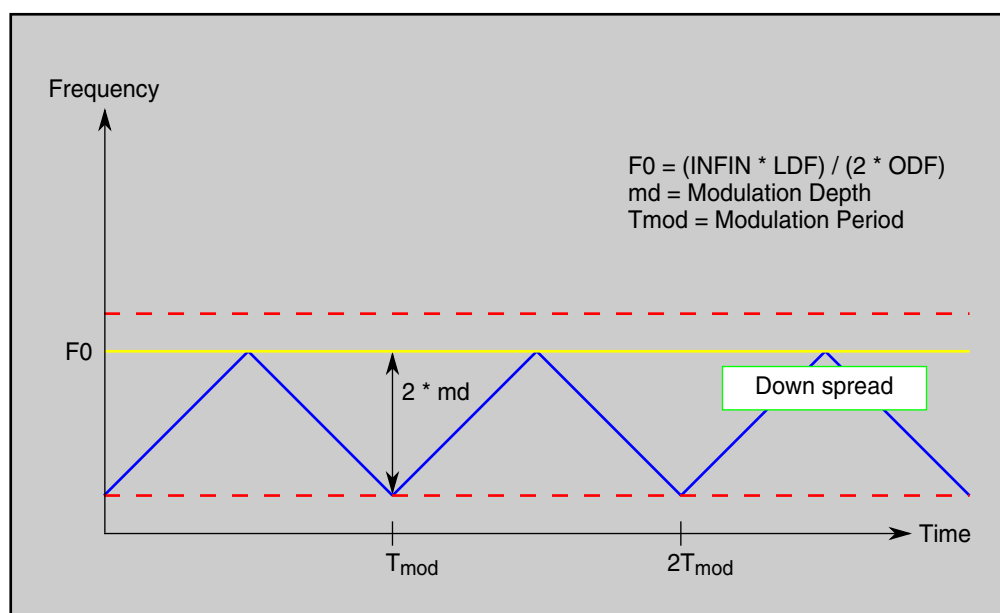 Frequency
F0 = (INFIN * LDF) / (2 * ODF)
md = Modulation Depth
Tmod = Modulation Period
F0
2 * md
Down spread
Time
Tmod
2Tmod